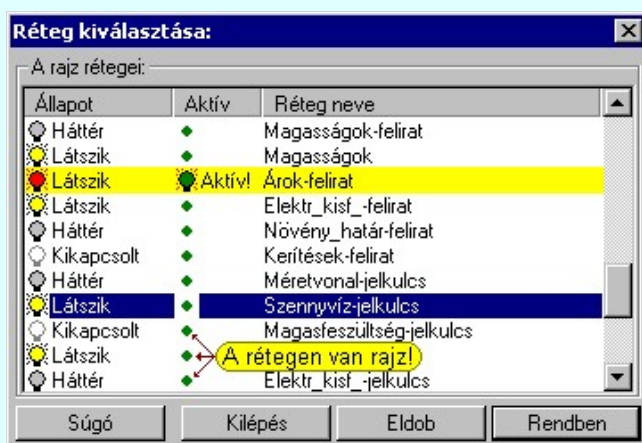 Réteg kiválasztása:
A rajz rétegei:
Állapot Aktív Réteg neve
Háttér Magasságok-felirat
Látszik Magasságok
Látszik Aktív! Árok-felirat
Látszik Elektr_kisf_-felirat
Háttér Növény_határ-felirat
Kikapcsolt Kerítések-felirat
Háttér Méretvonal-jelkulcs
Látszik Szennyvíz-jelkulcs
Kikapcsolt Magasfeszültség-jelkulcs
Látszik A rétegen van rajz!
Háttér Elektr_kisf_-jelkulcs
Súgó Kilépés Eldob Rendben